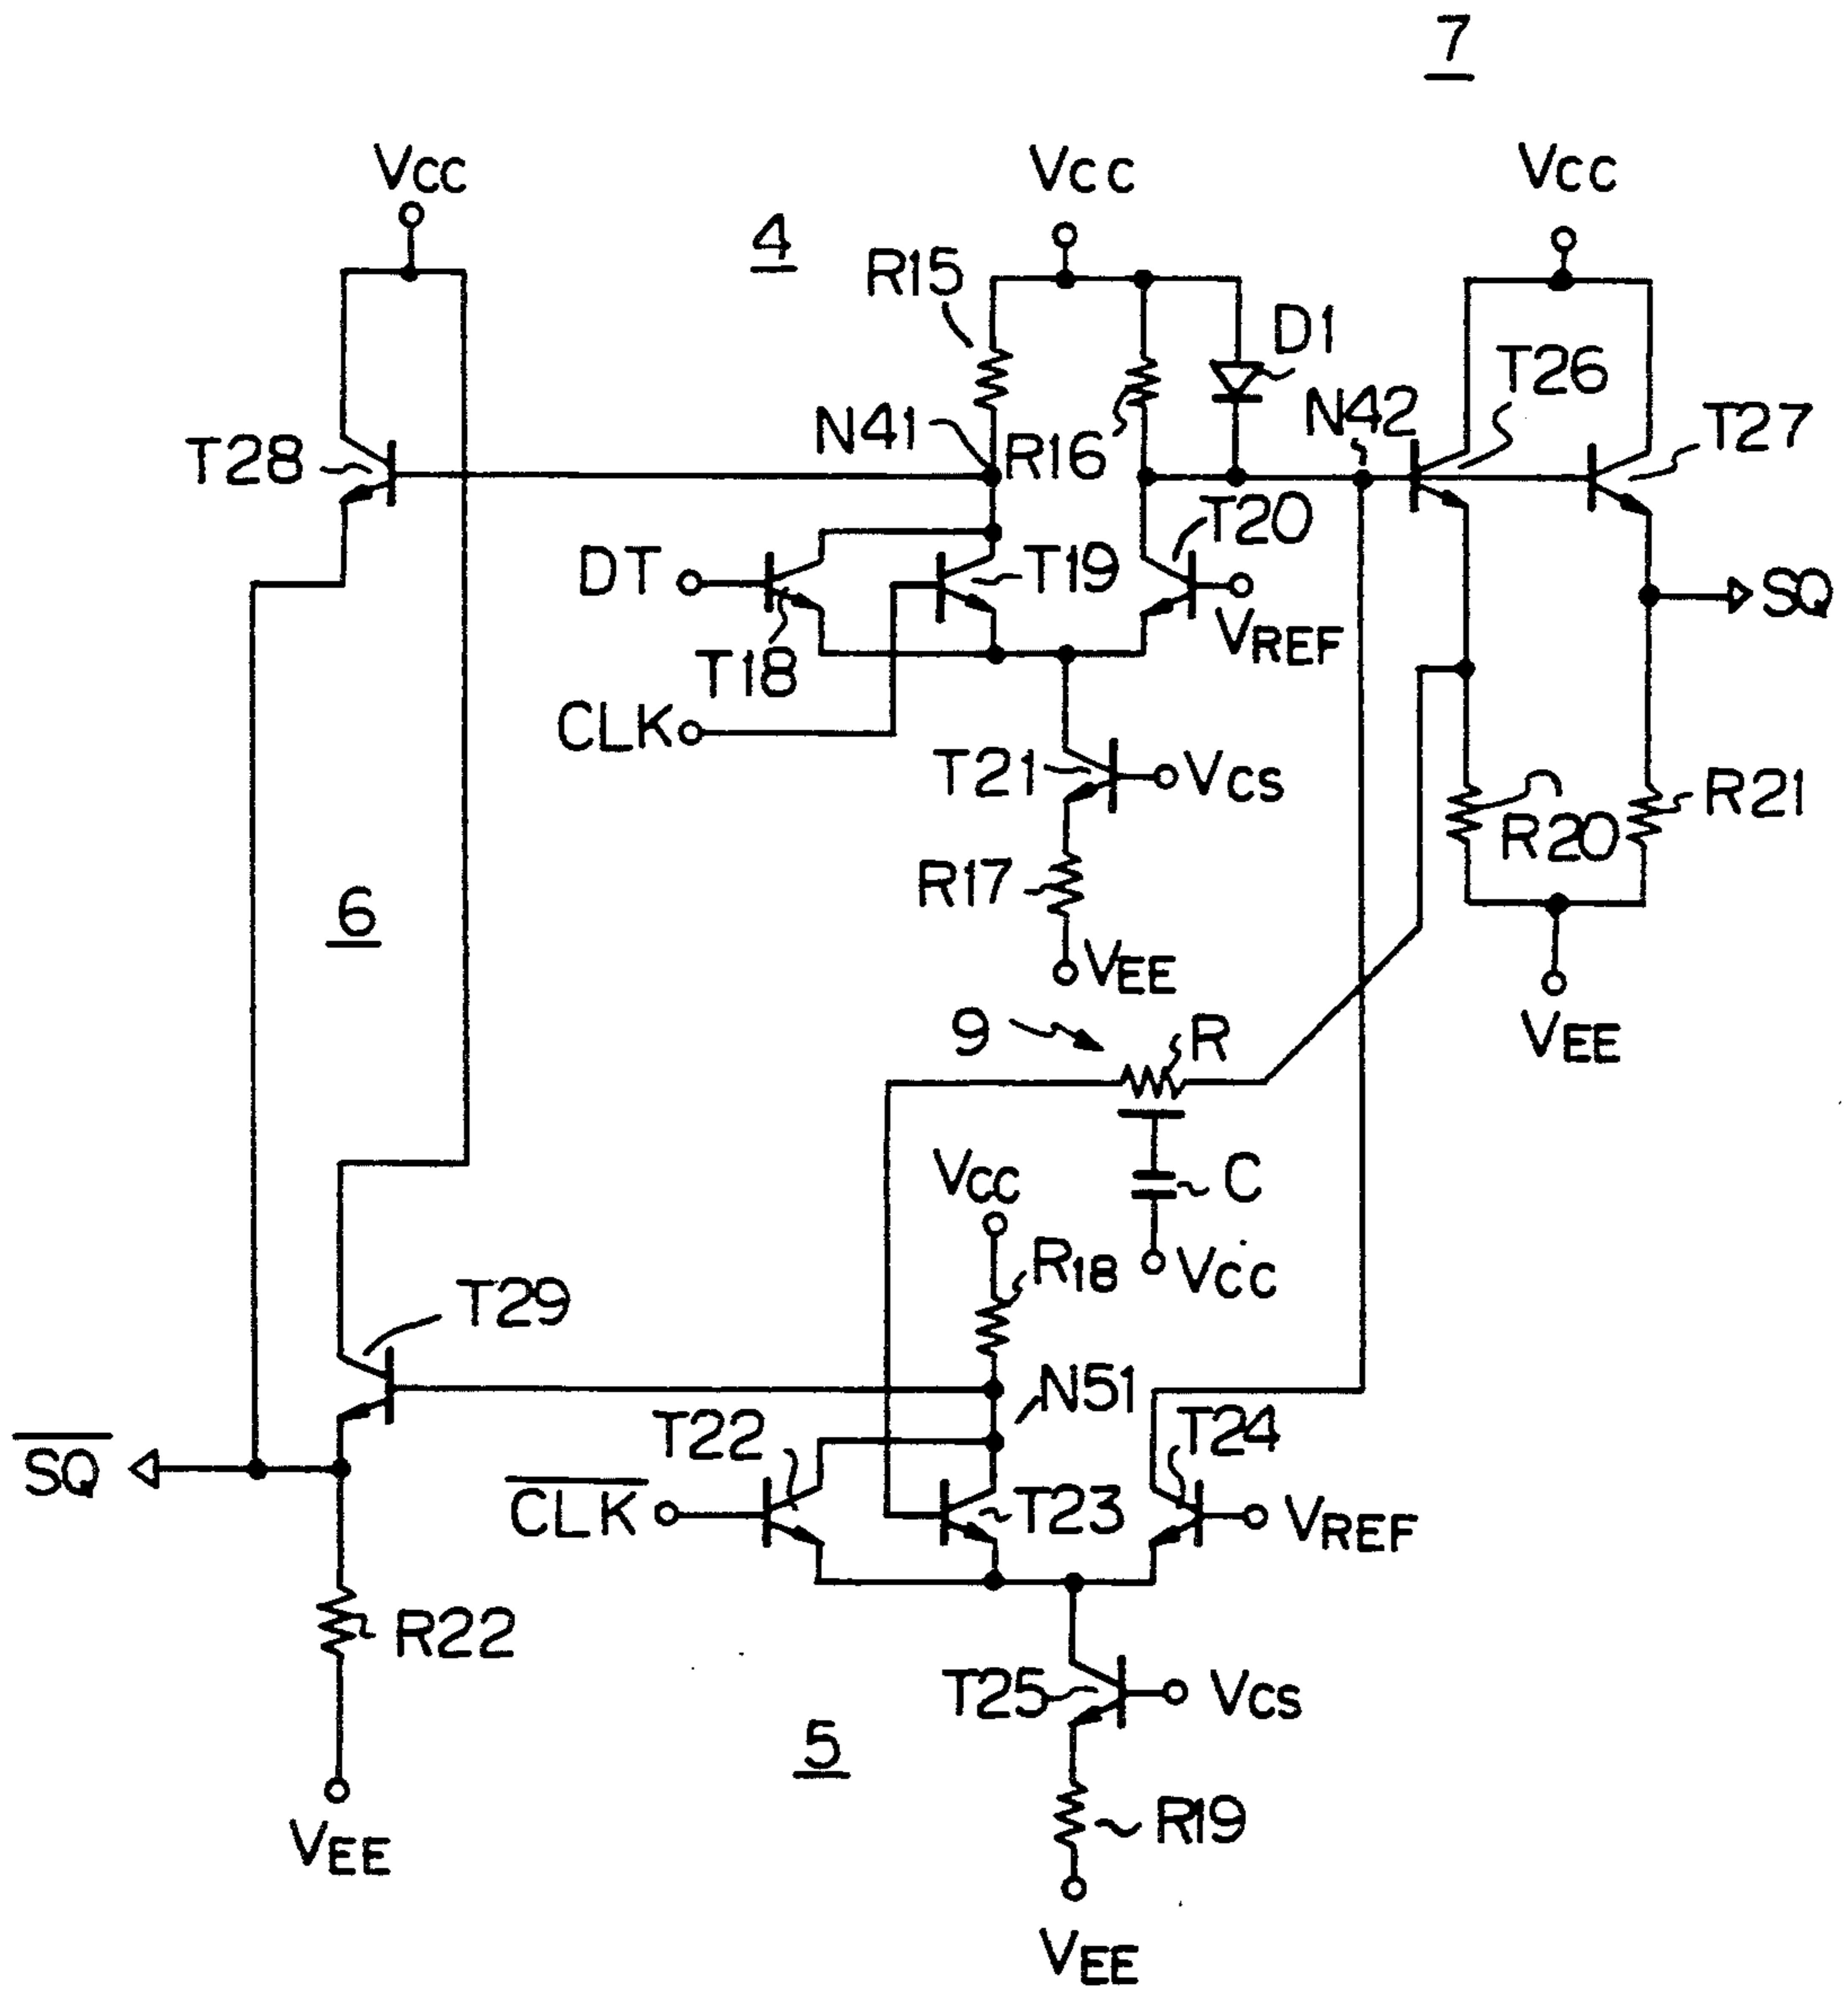 7
VCC
VCC
VCC
4
R15
D1
T26
N42
T27
N41
R16
T28
T20
DT
T19
SQ
VREF
T18
CLK
T21
VCS
R21
R20
R17
6
VEE
9
R
VEE
VCC
C
R18
VCC
T29
N51
T22
T24
SQ
CLK
T23
VREF
R22
T25
VCS
5
R19
VEE
VEE